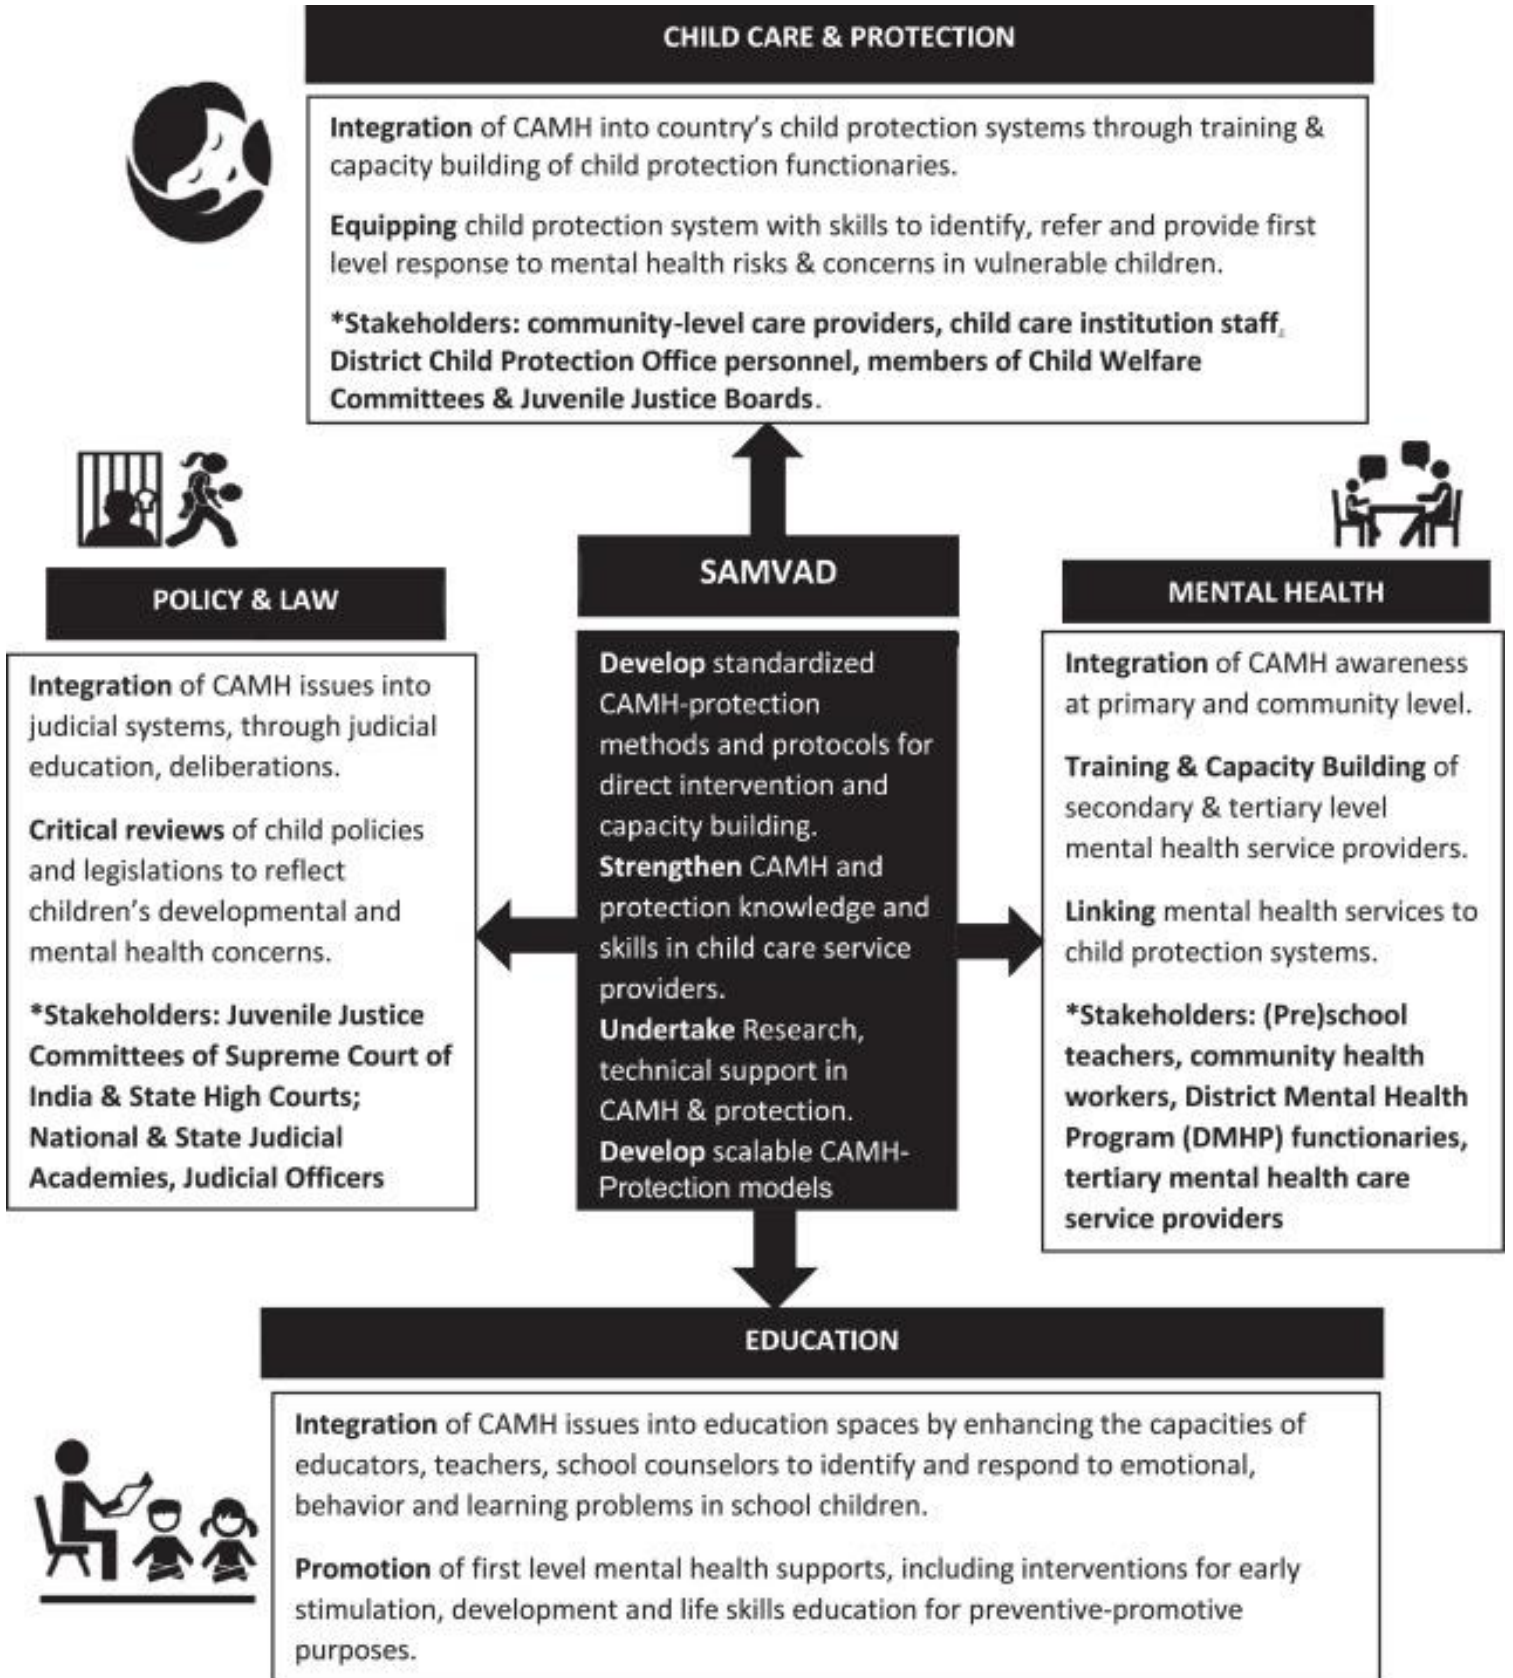 CHILD CARE & PROTECTION
Integration of CAMH into country's child protection systems through training &
capacity building of child protection functionaries.
Equipping child protection system with skills to identify, refer and provide first
level response to mental health risks & concerns in vulnerable children.
*Stakeholders: community-level care providers, child care institution staff,
District Child Protection Office personnel, members of Child Welfare
Committees & Juvenile Justice Boards.
POLICY & LAW
Integration of CAMH issues into
judicial systems, through judicial
education, deliberations.
Critical reviews of child policies
and legislations to reflect
children's developmental and
mental health concerns.
*Stakeholders: Juvenile Justice
Committees of Supreme Court of
India & State High Courts;
National & State Judicial
Academies, Judicial Officers
SAMVAD
Develop standardized
CAMH-protection
methods and protocols for
direct intervention and
capacity building.
Strengthen CAMH and
protection knowledge and
skills in child care service
providers.
Undertake Research,
technical support in
CAMH & protection.
Develop scalable CAMH-
Protection models
MENTAL HEALTH
Integration of CAMH awareness
at primary and community level.
Training & Capacity Building of
secondary & tertiary level
mental health service providers.
Linking mental health services to
child protection systems.
*Stakeholders: (Pre)school
teachers, community health
workers, District Mental Health
Program (DMHP) functionaries,
tertiary mental health care
service providers
EDUCATION
Integration of CAMH issues into education spaces by enhancing the capacities of
educators, teachers, school counselors to identify and respond to emotional,
behavior and learning problems in school children.
Promotion of first level mental health supports, including interventions for early
stimulation, development and life skills education for preventive-promotive
purposes.